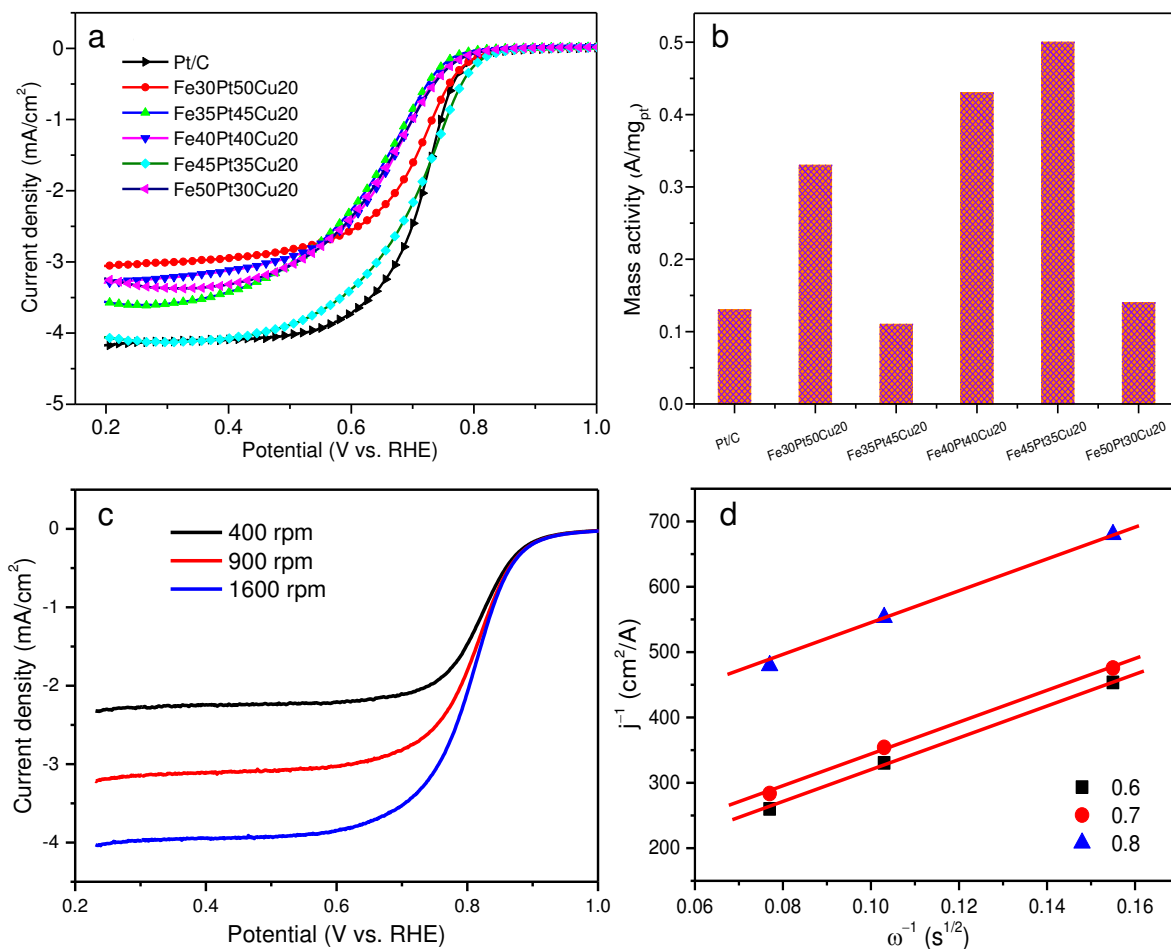 a
Pt/C
Fe30Pt50Cu20
Fe35Pt45Cu20
Fe40Pt40Cu20
Fe45Pt35Cu20
Fe50Pt30Cu20
0
-1
-2
-3
-4
-5
Current density (mA/cm²)
0.2 0.4 0.6 0.8 1.0
Potential (V vs. RHE)
b
0.5
0.4
0.3
0.2
0.1
0.0
Mass activity (A/mg_pt)
Pt/C
Fe30Pt50Cu20
Fe35Pt45Cu20
Fe40Pt40Cu20
Fe45Pt35Cu20
Fe50Pt30Cu20
c
400 rpm
900 rpm
1600 rpm
0
-1
-2
-3
-4
Current density (mA/cm²)
0.2 0.4 0.6 0.8 1.0
Potential (V vs. RHE)
d
700
600
500
400
300
200
j⁻¹ (cm²/A)
0.6
0.7
0.8
0.06 0.08 0.10 0.12 0.14 0.16
ω⁻¹ (s^1/2)